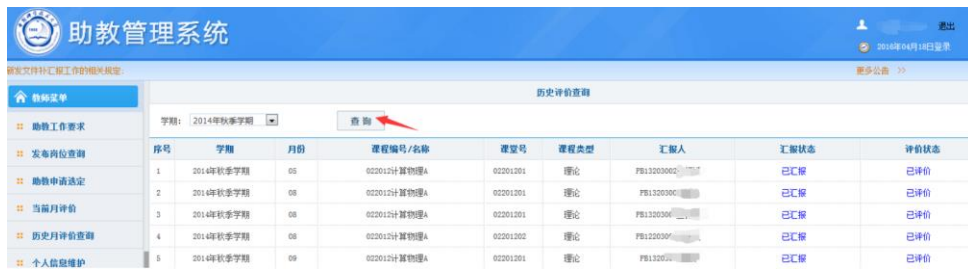 助教管理系统
退出
2016年04月18日登录
颁发文件补汇报工作的相关规定:
更多公告 >>
教师菜单
历史评价查询
学期: 2014年秋季学期 查询
助教工作要求
发布岗位查询
助教申请选定
当前月评价
历史月评价查询
个人信息维护
序号 学期 月份 课程编号/名称 课堂号 课程类型 汇报人 汇报状态 评价状态
1 2014年秋季学期 05 022012计算物理A 02201201 理论 PB13203002 已汇报 已评价
2 2014年秋季学期 08 022012计算物理A 02201201 理论 PB1320300 已汇报 已评价
3 2014年秋季学期 08 022012计算物理A 02201201 理论 PB1320300 已汇报 已评价
4 2014年秋季学期 08 022012计算物理A 02201202 理论 PB122030 已汇报 已评价
5 2014年秋季学期 09 022012计算物理A 02201201 理论 PB1320 已汇报 已评价